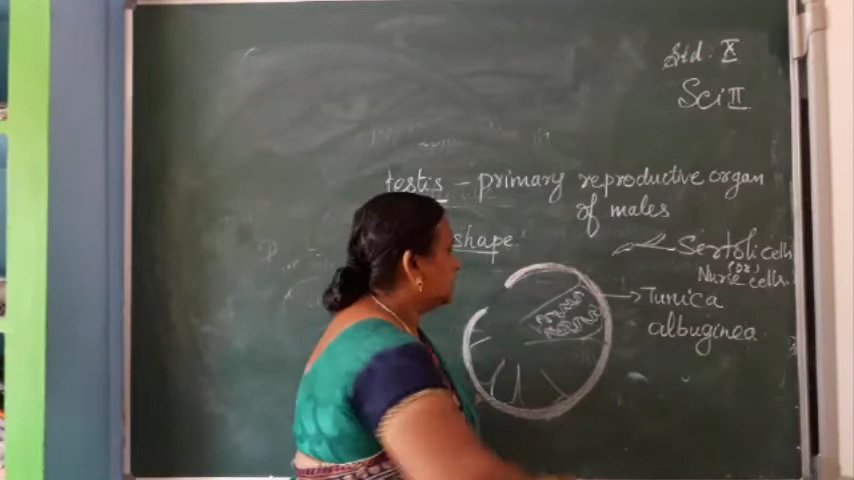 Std. X
Sci II
testis - primary reproductive organ
of males
shape
Sertoli cells
(or)
Nurse cells.
Tunica
albuginea